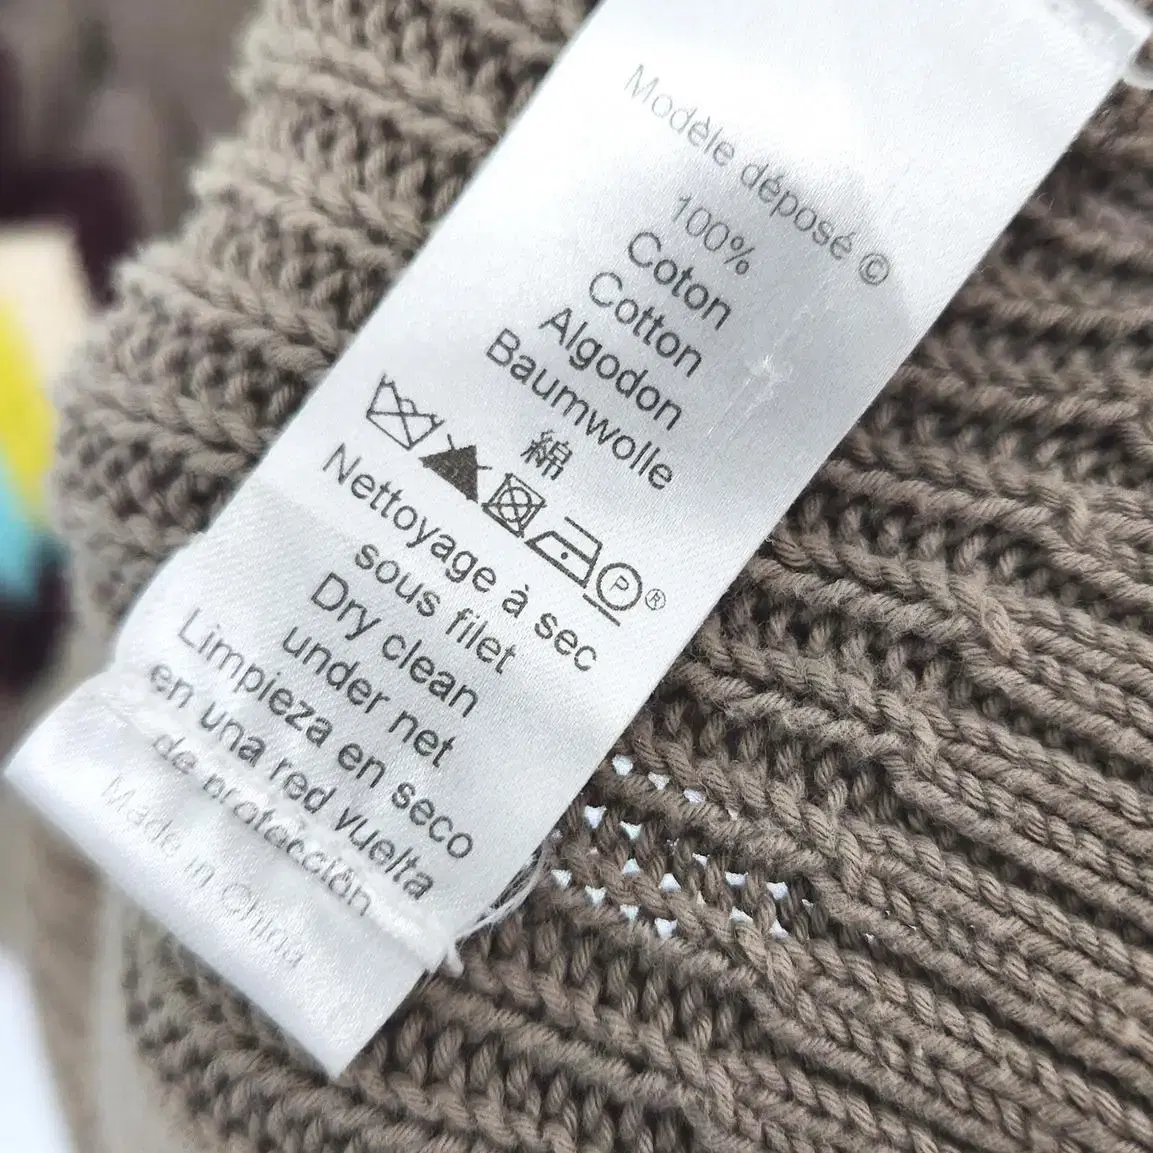 Modèle déposé ©
100%
Coton
Cotton
Algodon
Baumwolle
綿
P ®
Nettoyage à sec
sous filet
Dry clean
under net
Limpieza en seco
en una red vuelta
de protección
Made in China